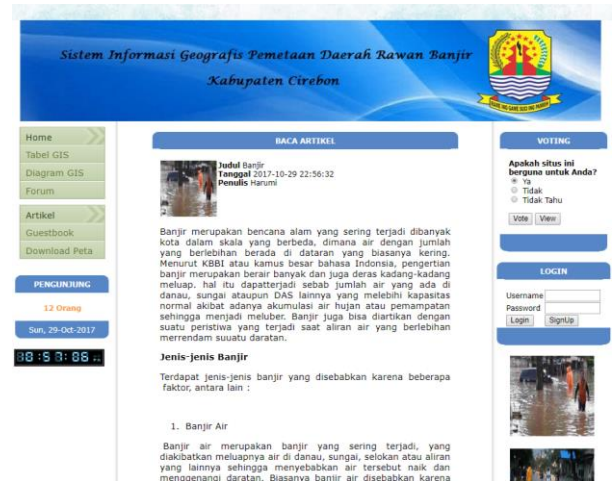 Sistem Informasi Geografis Pemetaan Daerah Rawan Banjir
Kabupaten Cirebon
Home
Tabel GIS
Diagram GIS
Forum
Artikel
Guestbook
Download Peta
PENGUNJUNG
12 Orang
Sun, 29-Oct-2017
BACA ARTIKEL
Judul Banjir
Tanggal 2017-10-29 22:56:32
Penulis Harumi
Banjir merupakan bencana alam yang sering terjadi dibanyak
kota dalam skala yang berbeda, dimana air dengan jumlah
yang berlebihan berada di dataran yang biasanya kering.
Menurut KBBI atau kamus besar bahasa Indonsia, pengertian
banjir merupakan berair banyak dan juga deras kadang-kadang
meluap. hal itu dapatterjadi sebab jumlah air yang ada di
danau, sungai ataupun DAS lainnya yang melebihi kapasitas
normal akibat adanya akumulasi air hujan atau pemampatan
sehingga menjadi meluber. Banjir juga bisa diartikan dengan
suatu peristiwa yang terjadi saat aliran air yang berlebihan
merrendam suuatu daratan.
Jenis-jenis Banjir
Terdapat jenis-jenis banjir yang disebabkan karena beberapa
faktor, antara lain :
1. Banjir Air
Banjir air merupakan banjir yang sering terjadi, yang
diakibatkan meluapnya air di danau, sungai, selokan atau aliran
yang lainnya sehingga menyebabkan air tersebut naik dan
menggenangi daratan. Biasanya banjir air disebabkan karena
VOTING
Apakah situs ini
berguna untuk Anda?
Ya
Tidak
Tidak Tahu
Vote View
LOGIN
Username
Password
Login SignUp